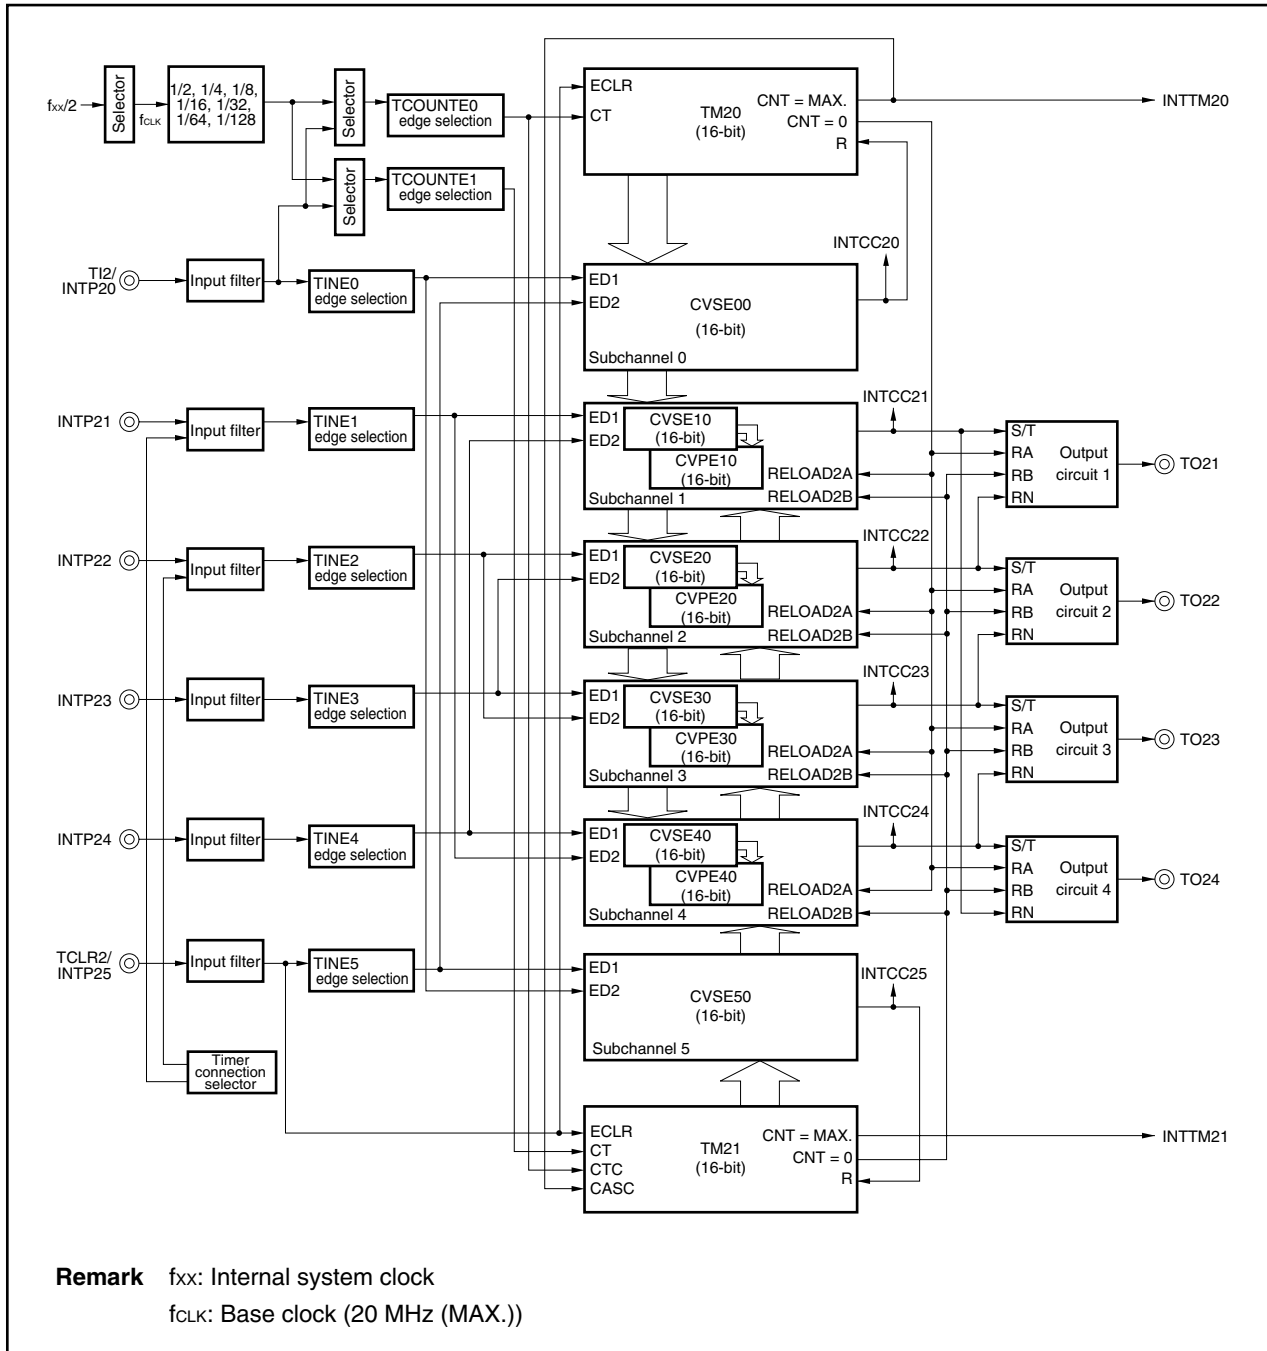 fxx/2
Selector
fCLK
1/2, 1/4, 1/8,
1/16, 1/32,
1/64, 1/128
Selector
TCOUNTE0
edge selection
Selector
TCOUNTE1
edge selection
ECLR
CT
TM20
(16-bit)
CNT = MAX.
CNT = 0
R
INTTM20
TI2/
INTP20
Input filter
TINE0
edge selection
ED1
ED2
CVSE00
(16-bit)
Subchannel 0
INTCC20
INTP21
Input filter
TINE1
edge selection
ED1
ED2
CVSE10
(16-bit)
CVPE10
(16-bit)
Subchannel 1
RELOAD2A
RELOAD2B
INTCC21
S/T
RA
RB
RN
Output
circuit 1
TO21
INTP22
Input filter
TINE2
edge selection
ED1
ED2
CVSE20
(16-bit)
CVPE20
(16-bit)
Subchannel 2
RELOAD2A
RELOAD2B
INTCC22
S/T
RA
RB
RN
Output
circuit 2
TO22
INTP23
Input filter
TINE3
edge selection
ED1
ED2
CVSE30
(16-bit)
CVPE30
(16-bit)
Subchannel 3
RELOAD2A
RELOAD2B
INTCC23
S/T
RA
RB
RN
Output
circuit 3
TO23
INTP24
Input filter
TINE4
edge selection
ED1
ED2
CVSE40
(16-bit)
CVPE40
(16-bit)
Subchannel 4
RELOAD2A
RELOAD2B
INTCC24
S/T
RA
RB
RN
Output
circuit 4
TO24
TCLR2/
INTP25
Input filter
TINE5
edge selection
ED1
ED2
CVSE50
(16-bit)
Subchannel 5
INTCC25
Timer
connection
selector
ECLR
CT
CTC
CASC
TM21
(16-bit)
CNT = MAX.
CNT = 0
R
INTTM21
Remark fxx: Internal system clock
fCLK: Base clock (20 MHz (MAX.))